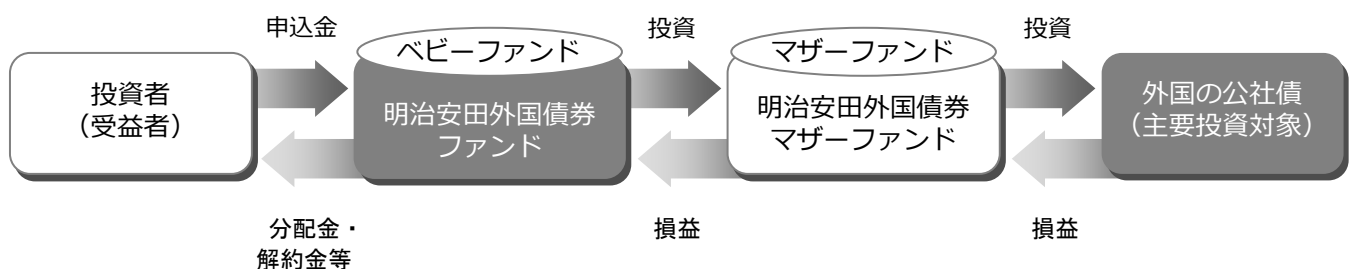 申込金
投資
投資
ベビーファンド
マザーファンド
投資者
（受益者）
明治安田外国債券
ファンド
明治安田外国債券
マザーファンド
外国の公社債
（主要投資対象）
分配金・
解約金等
損益
損益